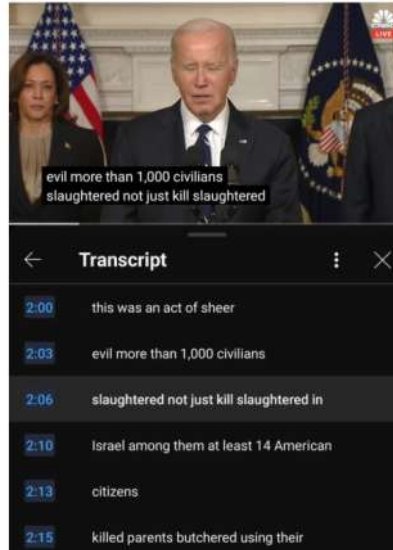 LIVE
evil more than 1,000 civilians
slaughtered not just kill slaughtered
Transcript
2:00 this was an act of sheer
2:03 evil more than 1,000 civilians
2:06 slaughtered not just kill slaughtered in
2:10 Israel among them at least 14 American
2:13 citizens
2:15 killed parents butchered using their